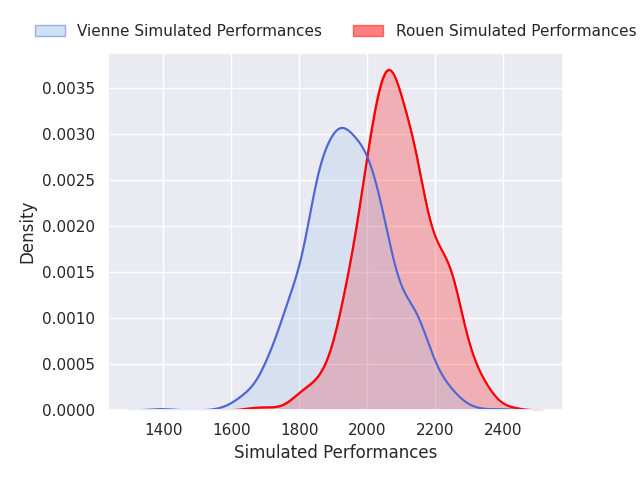 Vienne Simulated Performances Rouen Simulated Performances
0.0035
0.0030
0.0025
0.0020
0.0015
0.0010
0.0005
0.0000
Density
1400 1600 1800 2000 2200 2400
Simulated Performances